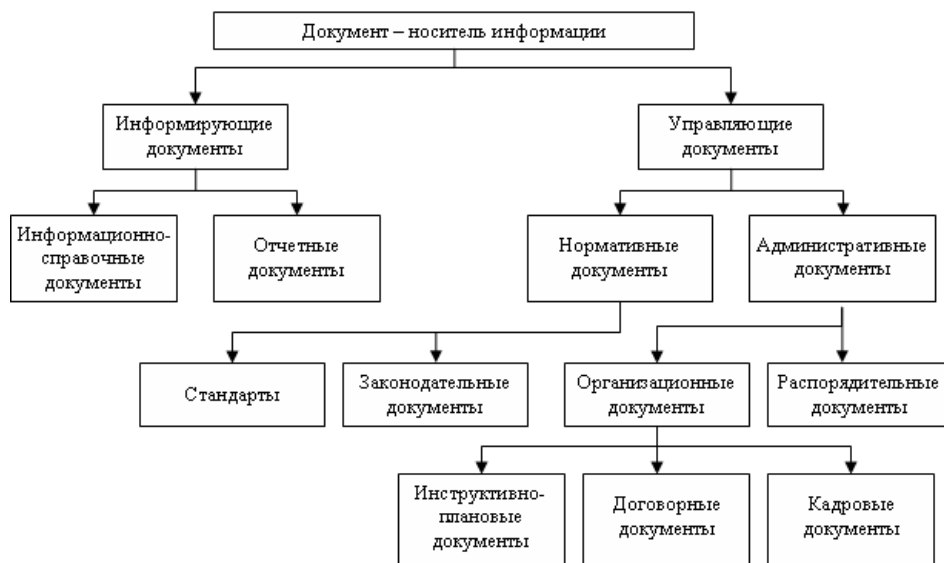 Документ – носитель информации
Информирующие
документы
Управляющие
документы
Информационно-
справочные
документы
Отчетные
документы
Нормативные
документы
Административные
документы
Стандарты
Законодательные
документы
Организационные
документы
Распорядительные
документы
Инструктивно-
плановые
документы
Договорные
документы
Кадровые
документы